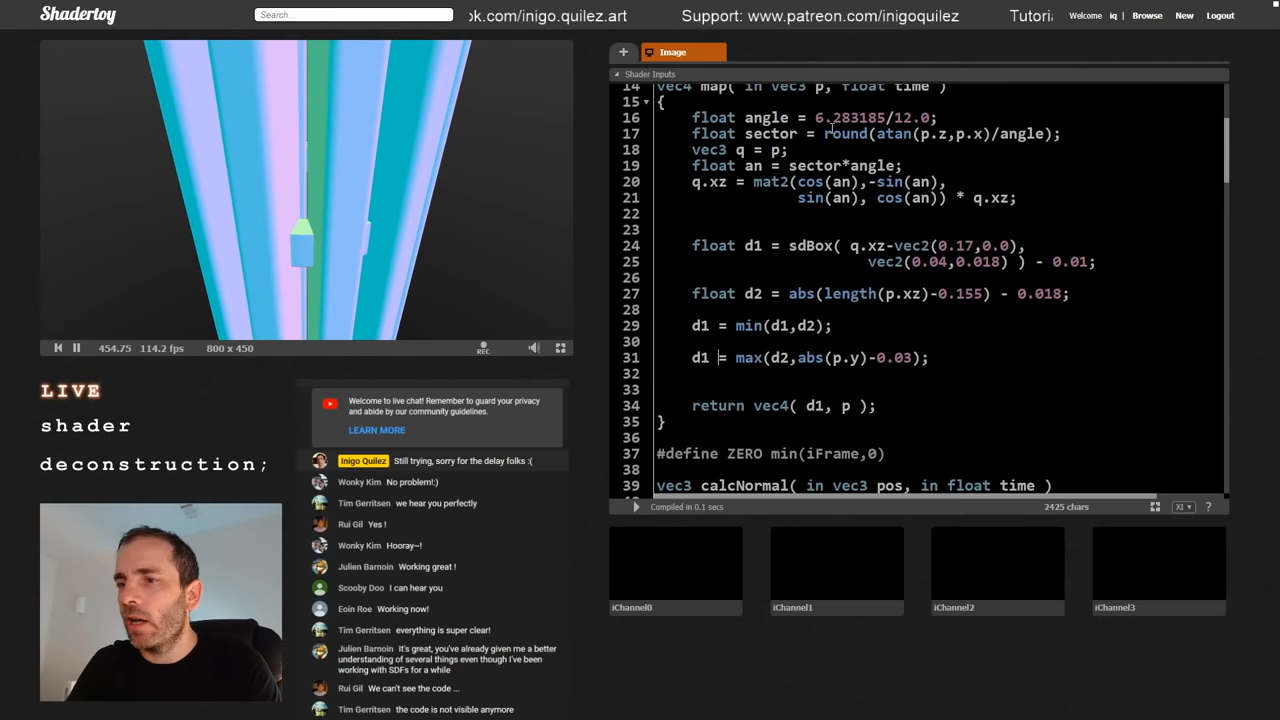 Shadertoy
Search...
ok.com/inigo.quilez.art
Support: www.patreon.com/inigoquilez
Tutori
Welcome iq | Browse New Logout
+
Image
Shader Inputs
14 vec4 map( in vec3 p, float time )
15 {
16 float angle = 6.283185/12.0;
17 float sector = round(atan(p.z,p.x)/angle);
18 vec3 q = p;
19 float an = sector*angle;
20 q.xz = mat2(cos(an),-sin(an),
21 sin(an), cos(an)) * q.xz;
22
23
24 float d1 = sdBox( q.xz-vec2(0.17,0.0),
25 vec2(0.04,0.018) ) - 0.01;
26
27 float d2 = abs(length(p.xz)-0.155) - 0.018;
28
29 d1 = min(d1,d2);
30
31 d1 = max(d2,abs(p.y)-0.03);
32
33
34 return vec4( d1, p );
35 }
36
37 #define ZERO min(iFrame,0)
38
39 vec3 calcNormal( in vec3 pos, in float time )
454.75 114.2 fps 800 x 450
REC
Compiled in 0.1 secs
2425 chars
?
LIVE
shader
deconstruction;
Welcome to live chat! Remember to guard your privacy
and abide by our community guidelines.
LEARN MORE
Inigo Quilez Still trying, sorry for the delay folks :(
Wonky Kim No problem!:)
Tim Gerritsen we hear you perfectly
Rui Gil Yes !
Wonky Kim Hooray~!
Julien Barnoin Working great !
Scooby Doo I can hear you
Eoin Roe Working now!
Tim Gerritsen everything is super clear!
Julien Barnoin It's great, you've already given me a better
understanding of several things even though I've been
working with SDFs for a while
Rui Gil We can't see the code ...
Tim Gerritsen the code is not visible anymore
iChannel0
iChannel1
iChannel2
iChannel3